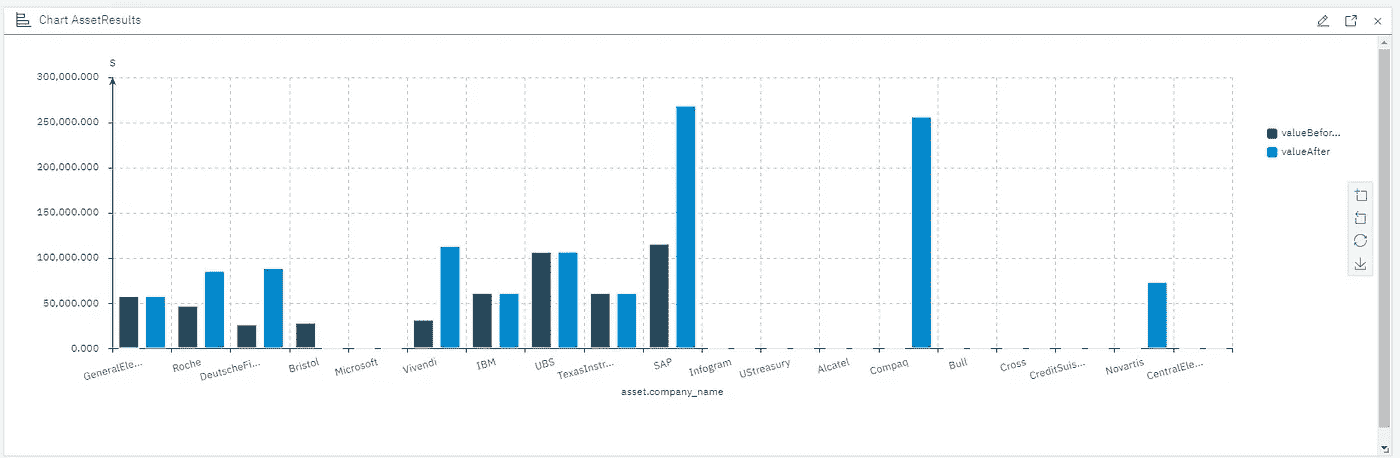 Chart AssetResults
$
300,000.000
250,000.000
200,000.000
150,000.000
100,000.000
50,000.000
0.000
GeneralEle...
Roche
DeutscheFi...
Bristol
Microsoft
Vivendi
IBM
UBS
TexasInstr...
SAP
Infogram
UStreasury
Alcatel
Compaq
Bull
Cross
CreditSuis...
Novartis
CentralEle...
asset.company_name
valueBefor...
valueAfter